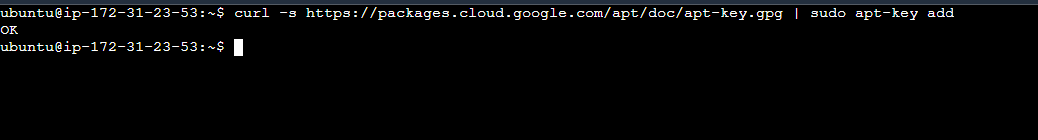 ubuntu@ip-172-31-23-53:~$ curl -s https://packages.cloud.google.com/apt/doc/apt-key.gpg | sudo apt-key add
OK
ubuntu@ip-172-31-23-53:~$